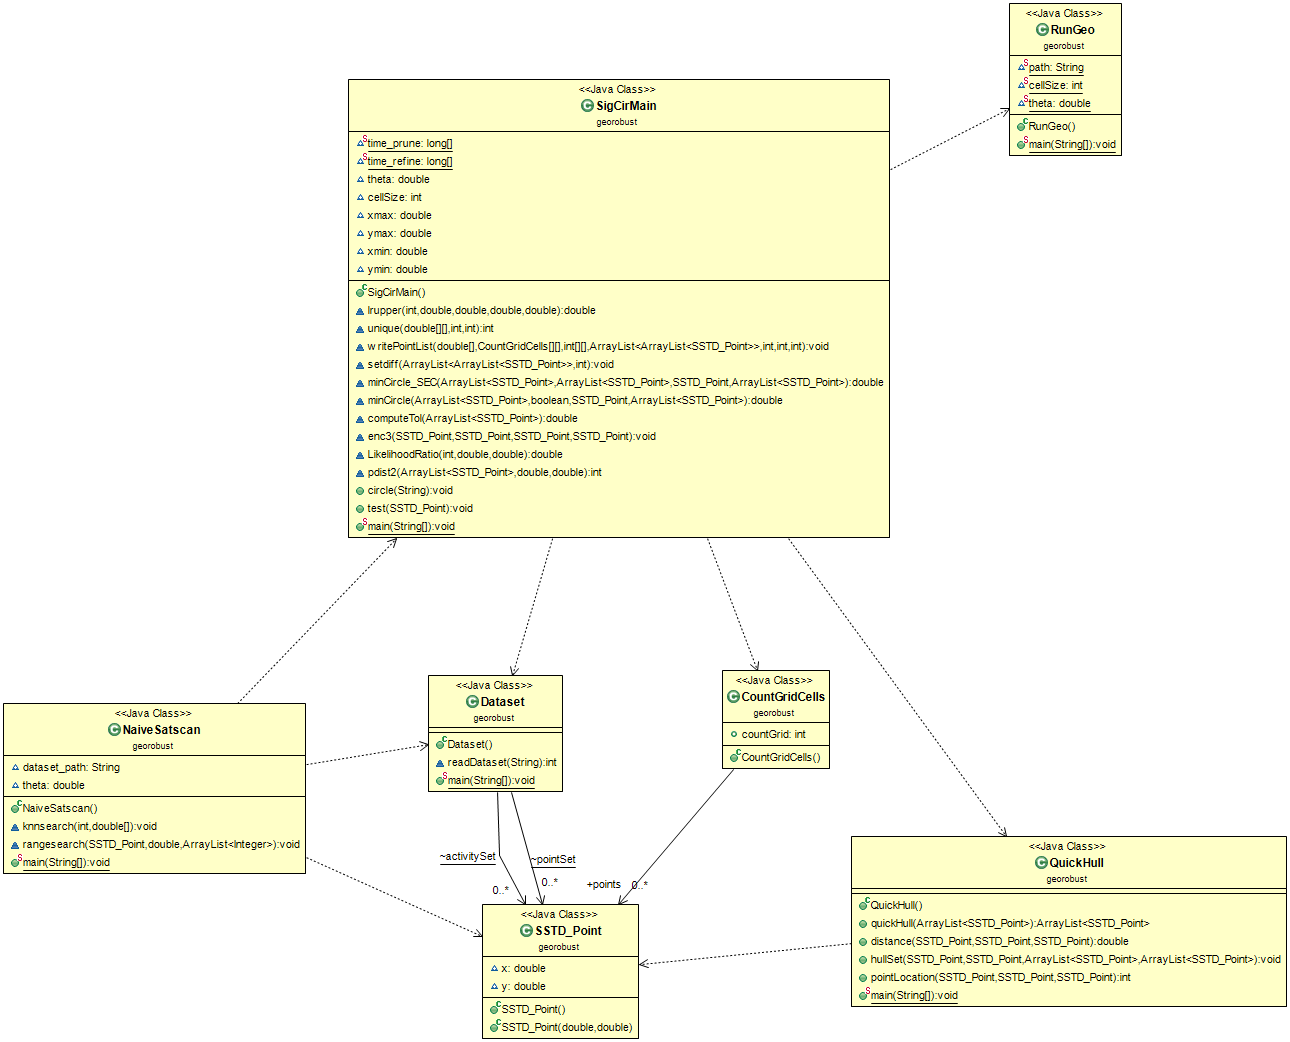 <<Java Class>>
RunGeo
georobust
path: String
cellSize: int
theta: double
RunGeo()
main(String[]):void
<<Java Class>>
SigCirMain
georobust
time_prune: long[]
time_refine: long[]
theta: double
cellSize: int
xmax: double
ymax: double
xmin: double
ymin: double
SigCirMain()
lrupper(int,double,double,double,double):double
unique(double[][],int,int):int
writePointList(double[],CountGridCells[][],int[][],ArrayList<ArrayList<SSTD_Point>>,int,int,int):void
setdiff(ArrayList<ArrayList<SSTD_Point>>,int):void
minCircle_SEC(ArrayList<SSTD_Point>,ArrayList<SSTD_Point>,SSTD_Point,ArrayList<SSTD_Point>):double
minCircle(ArrayList<SSTD_Point>,boolean,SSTD_Point,ArrayList<SSTD_Point>):double
computeTol(ArrayList<SSTD_Point>):double
enc3(SSTD_Point,SSTD_Point,SSTD_Point,SSTD_Point):void
LikelihoodRatio(int,double,double):double
pdist2(ArrayList<SSTD_Point>,double,double):int
circle(String):void
test(SSTD_Point):void
main(String[]):void
<<Java Class>>
NaiveSatscan
georobust
dataset_path: String
theta: double
NaiveSatscan()
knnsearch(int,double[]):void
rangesearch(SSTD_Point,double,ArrayList<Integer>):void
main(String[]):void
<<Java Class>>
Dataset
georobust
Dataset()
readDataset(String):int
main(String[]):void
<<Java Class>>
CountGridCells
georobust
countGrid: int
CountGridCells()
~activitySet
0..*
~pointSet
0..*
+points
0..*
<<Java Class>>
QuickHull
georobust
QuickHull()
quickHull(ArrayList<SSTD_Point>):ArrayList<SSTD_Point>
distance(SSTD_Point,SSTD_Point,SSTD_Point):double
hullSet(SSTD_Point,SSTD_Point,ArrayList<SSTD_Point>,ArrayList<SSTD_Point>):void
pointLocation(SSTD_Point,SSTD_Point,SSTD_Point):int
main(String[]):void
<<Java Class>>
SSTD_Point
georobust
x: double
y: double
SSTD_Point()
SSTD_Point(double,double)